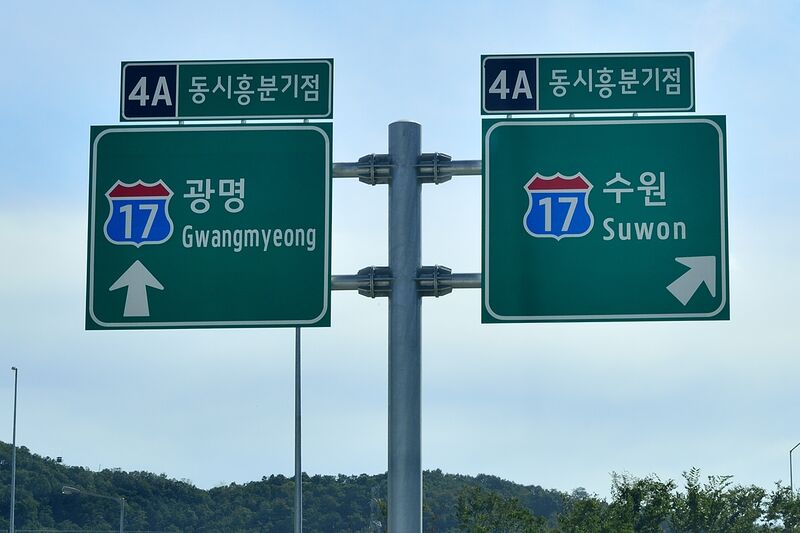 4A 동시흥분기점
17 광명
Gwangmyeong
4A 동시흥분기점
17 수원
Suwon